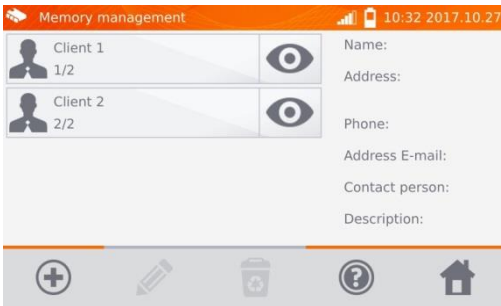 Memory management
10:32 2017.10.27
Client 1
1/2
Client 2
2/2
Name:
Address:
Phone:
Address E-mail:
Contact person:
Description: